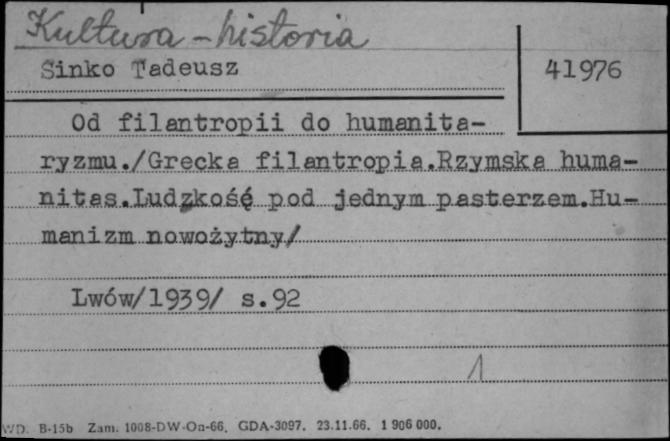 Kultura - historia
Sinko Tadeusz
41976
Od filantropii do humanita-
ryzmu./Grecka filantropia.Rzymska huma-
nitas.Ludzkość pod jednym pasterzem.Hu-
manizm nowożytny/
Lwów/1939/ s.92
1
WD. B-15b Zam. 1008-DW-Oa-66. GDA-3097. 23.11.66. 1 906 000.